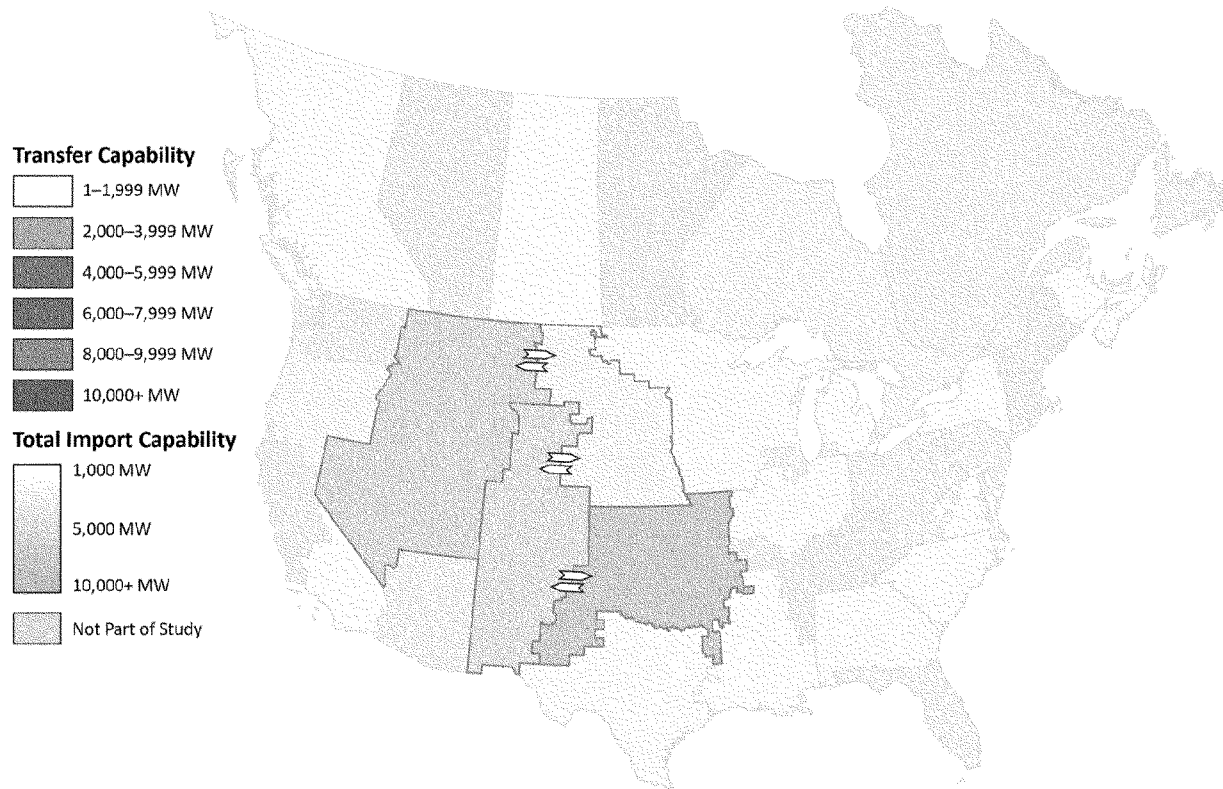 Transfer Capability
1–1,999 MW
2,000–3,999 MW
4,000–5,999 MW
6,000–7,999 MW
8,000–9,999 MW
10,000+ MW
Total Import Capability
1,000 MW
5,000 MW
10,000+ MW
Not Part of Study